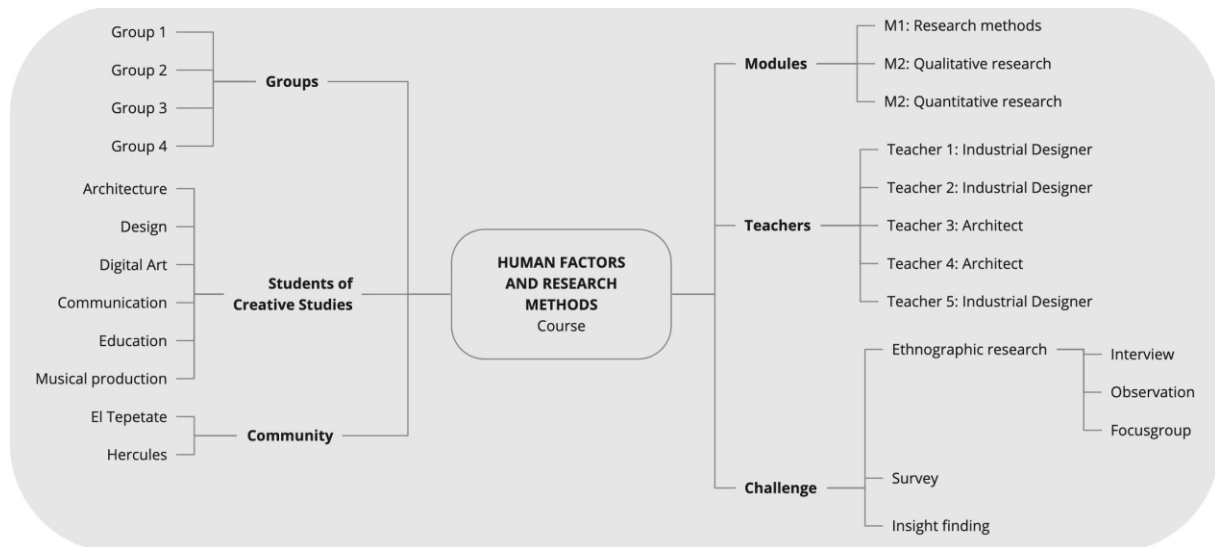 Group 1
Group 2
Group 3
Group 4
Groups
Architecture
Design
Digital Art
Communication
Education
Musical production
Students of
Creative Studies
El Tepetate
Hercules
Community
HUMAN FACTORS
AND RESEARCH
METHODS
Course
Modules
M1: Research methods
M2: Qualitative research
M2: Quantitative research
Teachers
Teacher 1: Industrial Designer
Teacher 2: Industrial Designer
Teacher 3: Architect
Teacher 4: Architect
Teacher 5: Industrial Designer
Challenge
Ethnographic research
Interview
Observation
Focusgroup
Survey
Insight finding